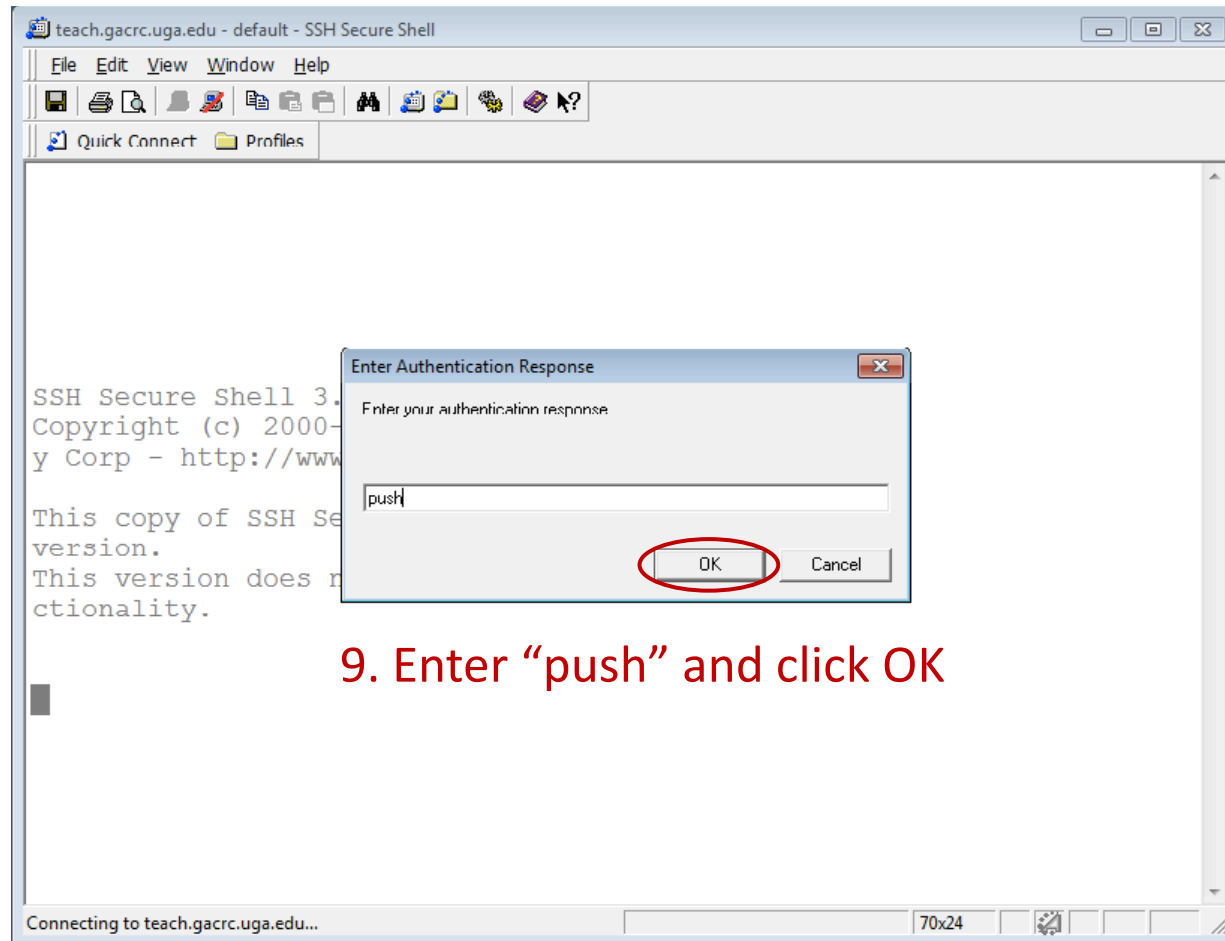 teach.gacrc.uga.edu - default - SSH Secure Shell
File Edit View Window Help
Quick Connect Profiles
SSH Secure Shell 3.
Copyright (c) 2000-
y Corp - http://www
This copy of SSH Se
version.
This version does n
ctionality.
Enter Authentication Response
Enter your authentication response
push
OK Cancel
9. Enter “push” and click OK
Connecting to teach.gacrc.uga.edu... 70x24